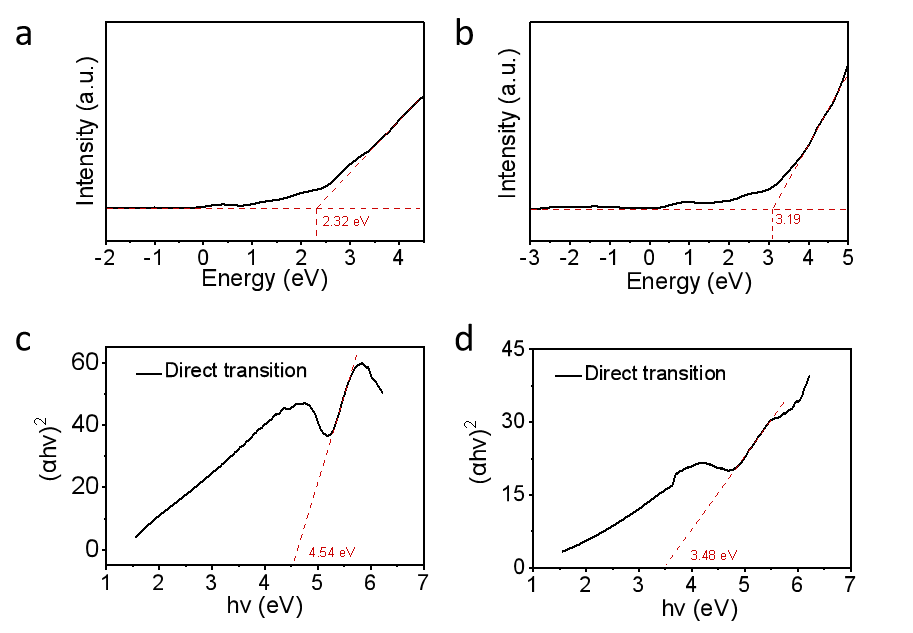 a
Intensity (a.u.)
2.32 eV
-2 -1 0 1 2 3 4
Energy (eV)
b
Intensity (a.u.)
3.19
-3 -2 -1 0 1 2 3 4 5
Energy (eV)
c
Direct transition
(αhv)²
60
40
20
0
4.54 eV
1 2 3 4 5 6 7
hv (eV)
d
Direct transition
(αhv)²
45
30
15
0
3.48 eV
1 2 3 4 5 6 7
hv (eV)